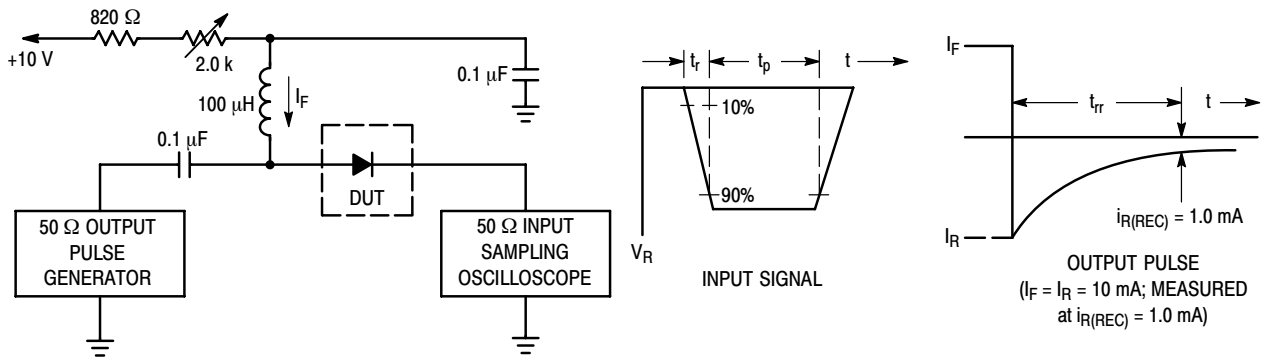 820 Ω
+10 V
2.0 k
100 μH
I_F
0.1 μF
0.1 μF
DUT
50 Ω OUTPUT
PULSE
GENERATOR
50 Ω INPUT
SAMPLING
OSCILLOSCOPE
t_r
t_p
t
10%
90%
V_R
INPUT SIGNAL
I_F
t_rr
t
i_R(REC) = 1.0 mA
I_R
OUTPUT PULSE
(I_F = I_R = 10 mA; MEASURED
at i_R(REC) = 1.0 mA)